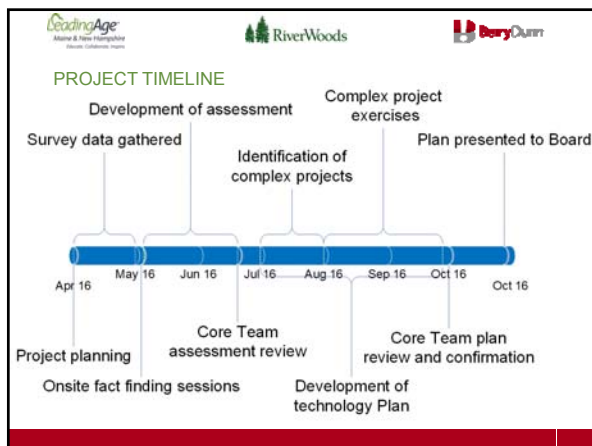 LeadingAge
Maine & New Hampshire
Educate. Collaborate. Inspire.
RiverWoods
BerryDunn
PROJECT TIMELINE
Complex project
exercises
Development of assessment
Survey data gathered
Plan presented to Board
Identification of
complex projects
Apr 16
May 16
Jun 16
Jul 16
Aug 16
Sep 16
Oct 16
Oct 16
Project planning
Core Team
assessment review
Core Team plan
review and confirmation
Onsite fact finding sessions
Development of
technology Plan